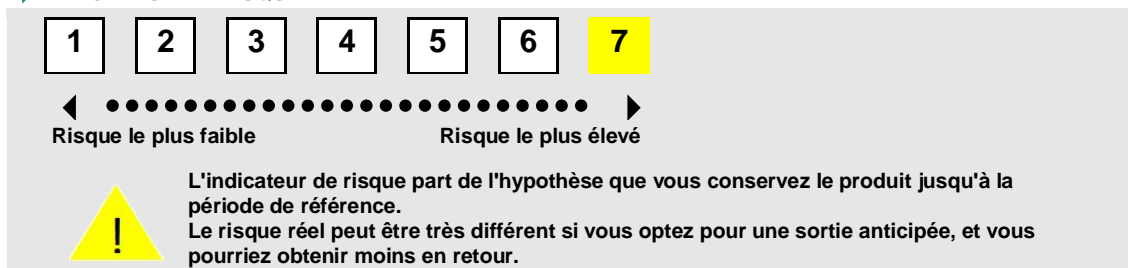 1 2 3 4 5 6 7
Risque le plus faible Risque le plus élevé
L'indicateur de risque part de l'hypothèse que vous conservez le produit jusqu'à la
période de référence.
Le risque réel peut être très différent si vous optez pour une sortie anticipée, et vous
! pourriez obtenir moins en retour.